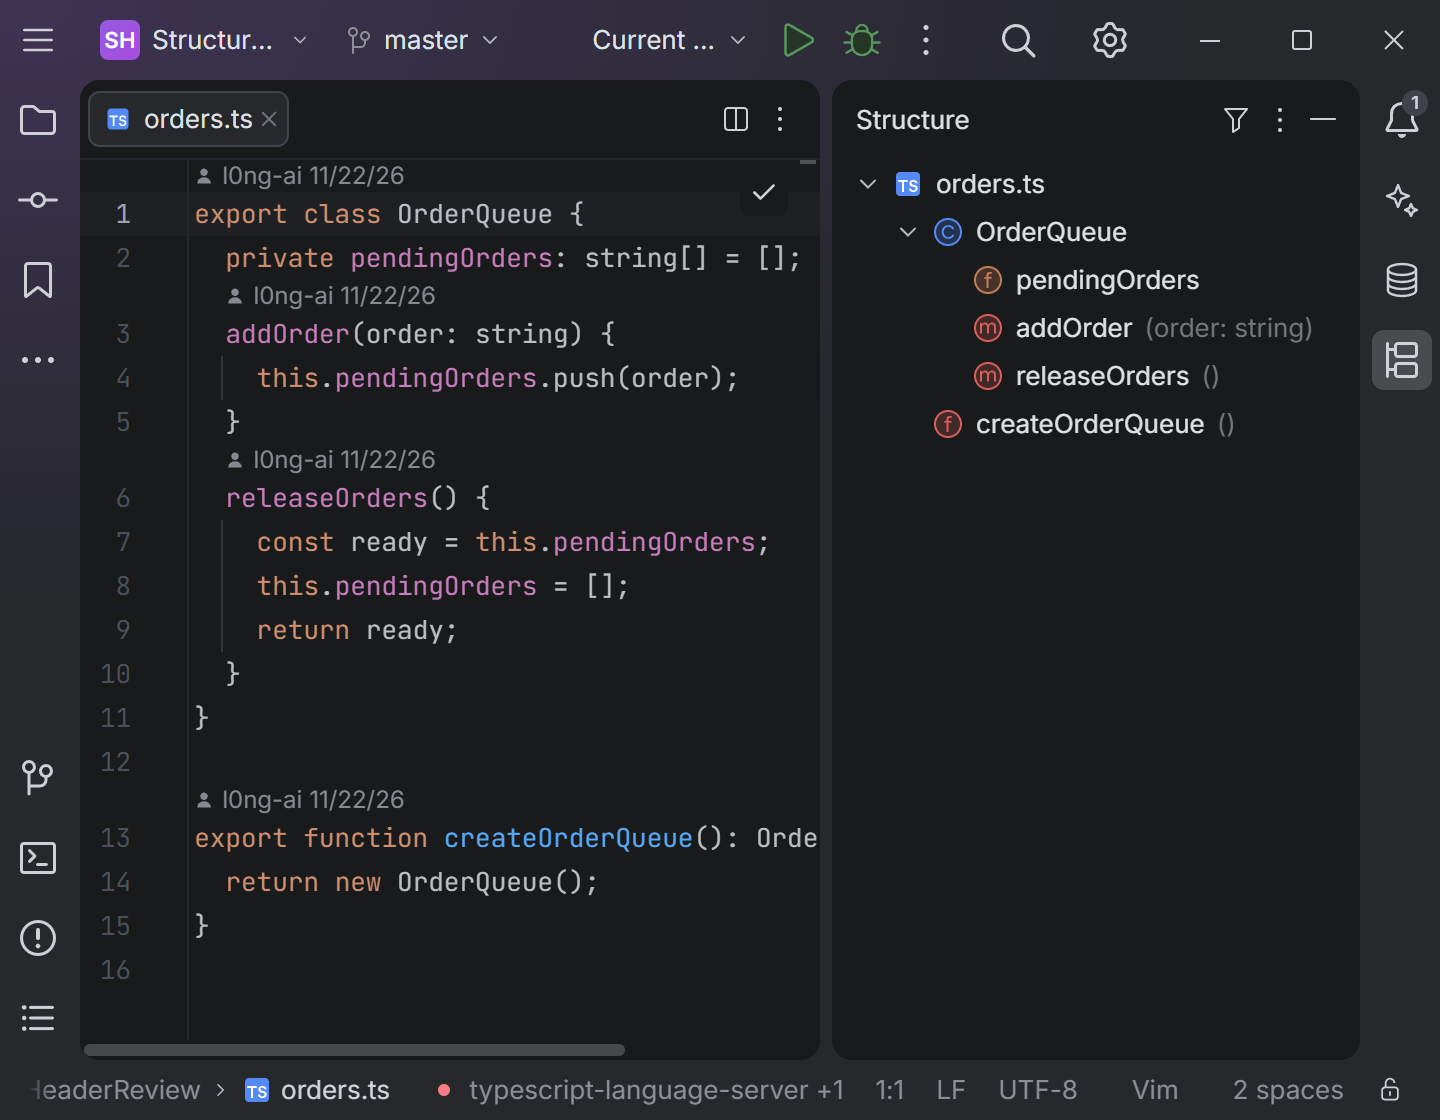 SH Structur... master Current ...
orders.ts
Structure
1
l0ng-ai 11/22/26
1 export class OrderQueue {
2 private pendingOrders: string[] = [];
l0ng-ai 11/22/26
3 addOrder(order: string) {
4 this.pendingOrders.push(order);
5 }
l0ng-ai 11/22/26
6 releaseOrders() {
7 const ready = this.pendingOrders;
8 this.pendingOrders = [];
9 return ready;
10 }
11 }
12
l0ng-ai 11/22/26
13 export function createOrderQueue(): Orde
14 return new OrderQueue();
15 }
16
TS orders.ts
C OrderQueue
f pendingOrders
m addOrder (order: string)
m releaseOrders ()
f createOrderQueue ()
HeaderReview > TS orders.ts typescript-language-server +1 1:1 LF UTF-8 Vim 2 spaces